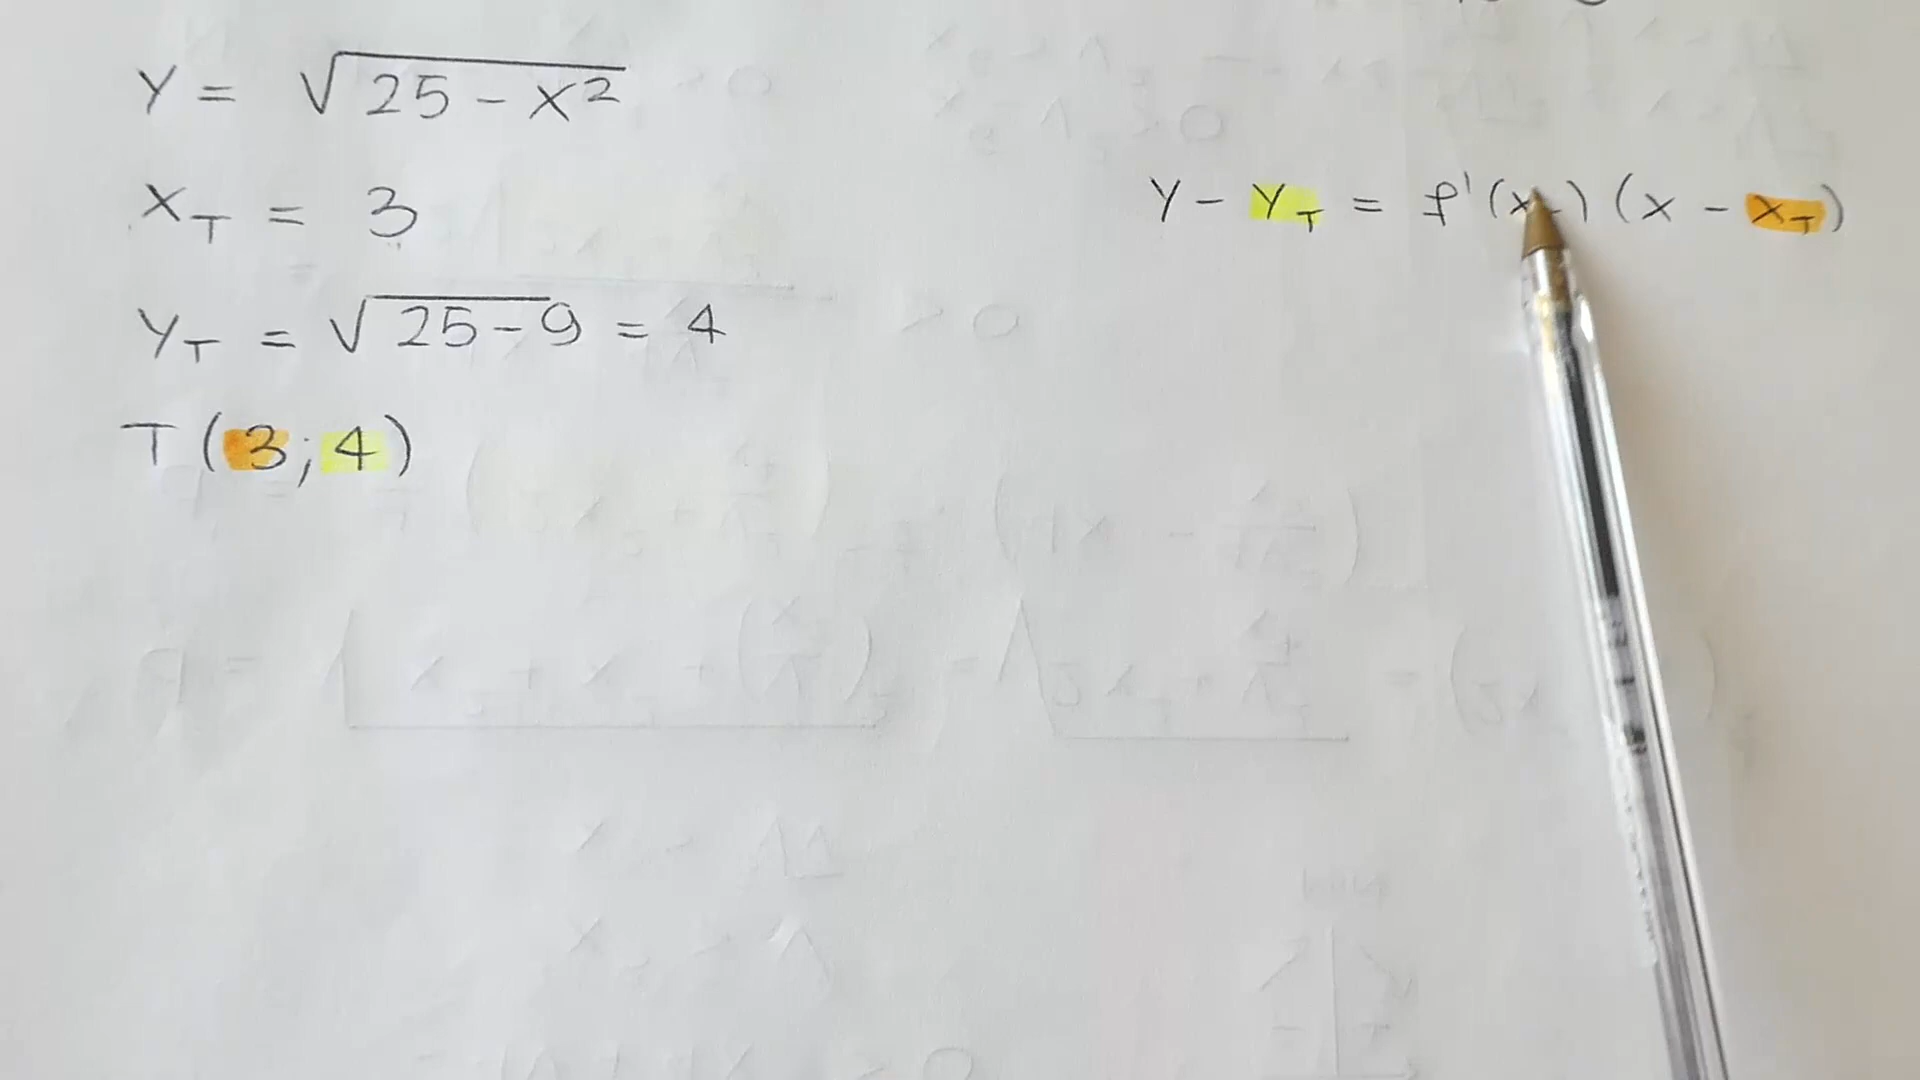 y = √25 - x²
x_T = 3
y_T = √25-9 = 4
T (3; 4)
y - y_T = f'(x_T) (x - x_T)